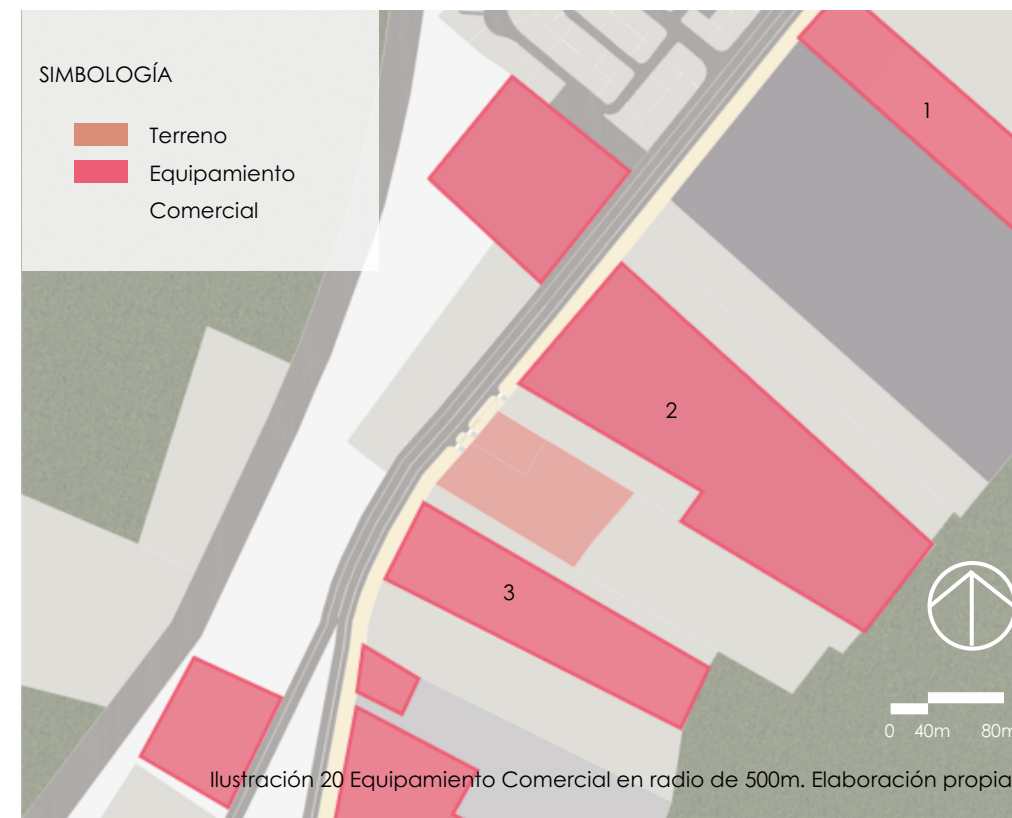 SIMBOLOGÍA
Terreno
Equipamiento
Comercial
1
2
3
0 40m 80m
Ilustración 20 Equipamiento Comercial en radio de 500m. Elaboración propia